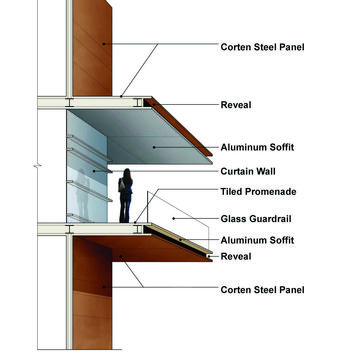 Corten Steel Panel
Reveal
Aluminum Soffit
Curtain Wall
Tiled Promenade
Glass Guardrail
Aluminum Soffit
Reveal
Corten Steel Panel